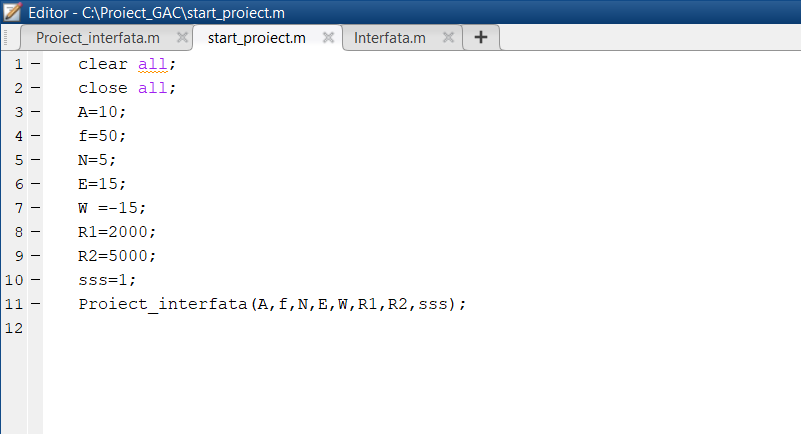 Editor - C:\Proiect_GAC\start_proiect.m
Proiect_interfata.m × start_proiect.m × Interfata.m × +
1 – clear all;
2 – close all;
3 – A=10;
4 – f=50;
5 – N=5;
6 – E=15;
7 – W =-15;
8 – R1=2000;
9 – R2=5000;
10 – sss=1;
11 – Proiect_interfata(A,f,N,E,W,R1,R2,sss);
12